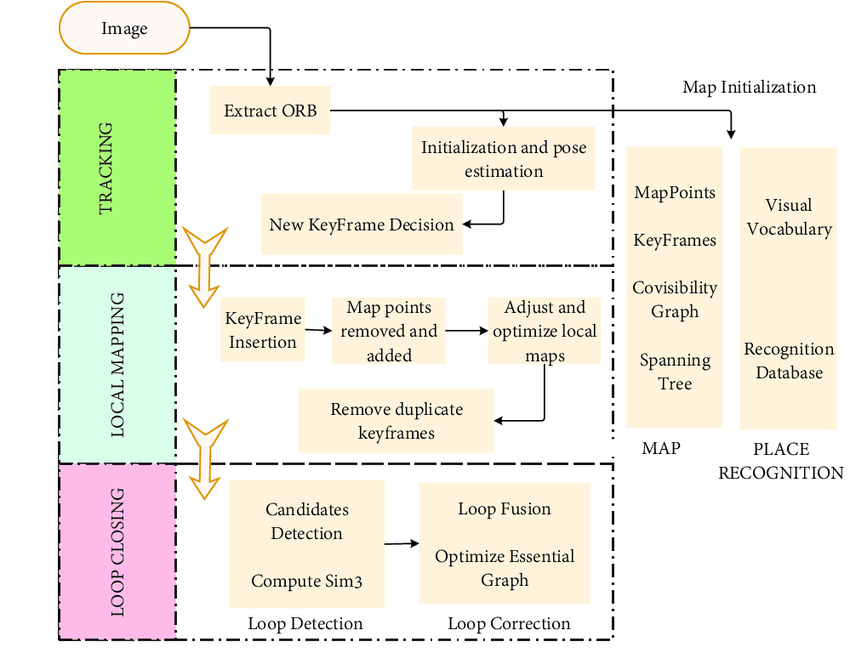 Image
TRACKING
Extract ORB
Initialization and pose
estimation
New KeyFrame Decision
Map Initialization
MapPoints
KeyFrames
Covisibility
Graph
Spanning
Tree
MAP
Visual
Vocabulary
Recognition
Database
PLACE
RECOGNITION
LOCAL MAPPING
KeyFrame
Insertion
Map points
removed and
added
Adjust and
optimize local
maps
Remove duplicate
keyframes
LOOP CLOSING
Candidates
Detection
Compute Sim3
Loop Detection
Loop Fusion
Optimize Essential
Graph
Loop Correction